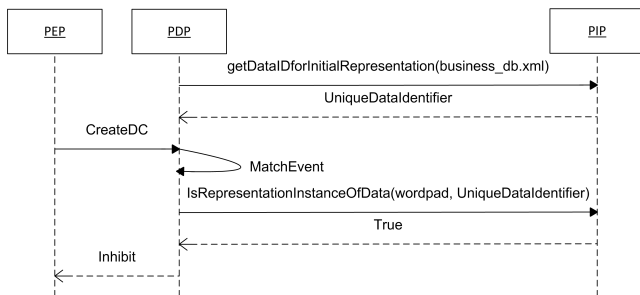 PEP PDP PIP
getDataIDforInitialRepresentation(business_db.xml)
UniqueDataIdentifier
CreateDC
MatchEvent
IsRepresentationInstanceOfData(wordpad, UniqueDataIdentifier)
True
Inhibit